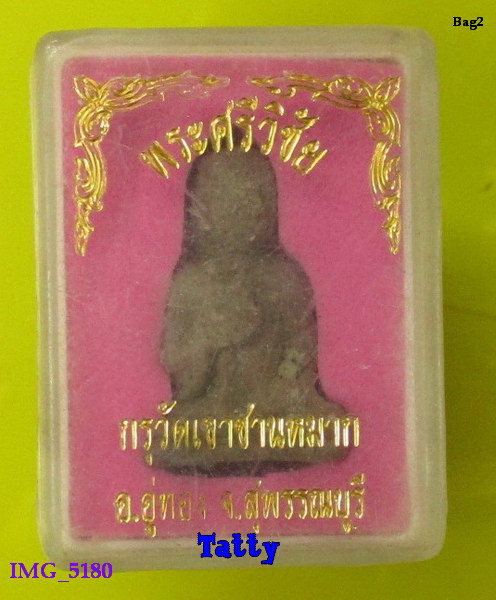 Bag2
พระศรีวิชัย
กรุวัดเขาชานหมาก
อ.อู่ทอง จ.สุพรรณบุรี
Tatty
IMG_5180